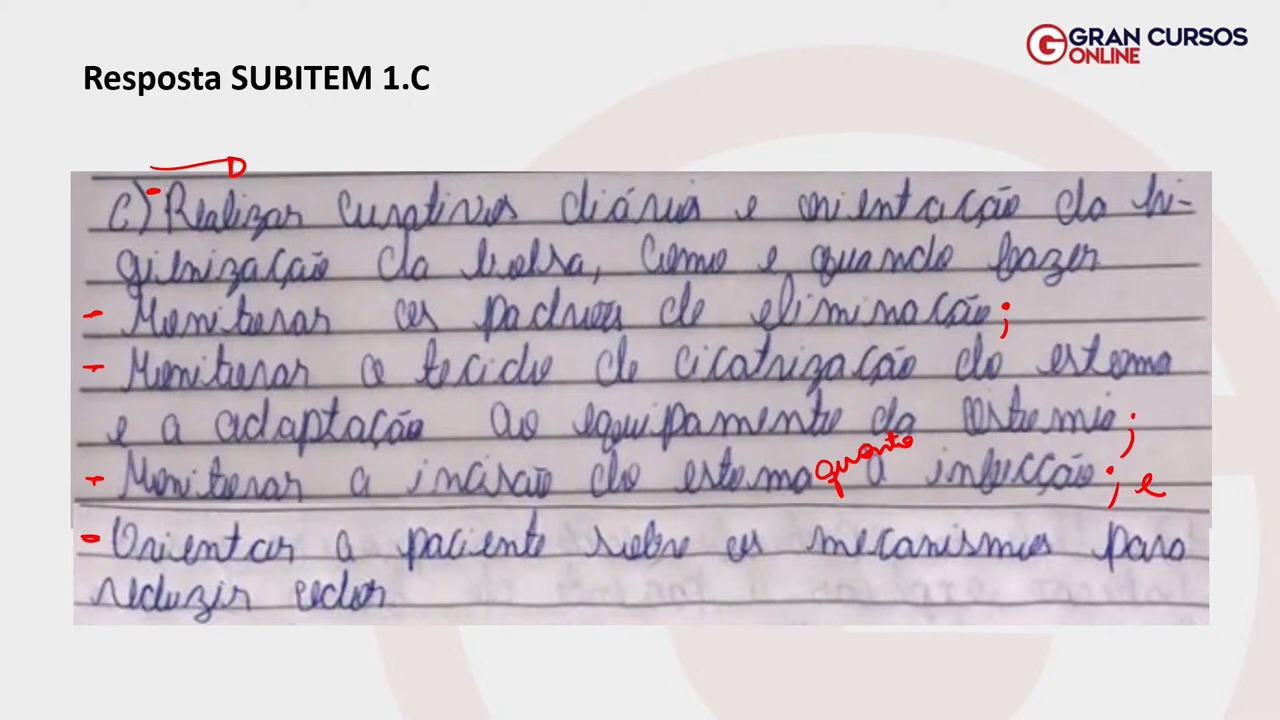 GRAN CURSOS
ONLINE
Resposta SUBITEM 1.C
C) Realizar curativos diários e orientação da hi-
gienização da bolsa, como e quando fazer
- Monitorar os padrões de eliminação;
- Monitorar o tecido de cicatrização do estoma
e a adaptação ao equipamento da ostomia;
- Monitorar a incisão do estoma quanto a infecção; e
- Orientar a paciente sobre os mecanismos para
reduzir odor